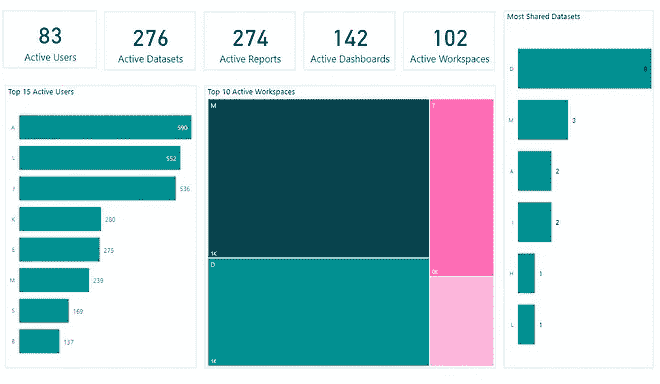 83
Active Users
276
Active Datasets
274
Active Reports
142
Active Dashboards
102
Active Workspaces
Most Shared Datasets
D 8
M 3
A 2
2
H 1
L 1
Top 15 Active Users
A 590
L 552
536
K 280
E
M 239
S 169
B 137
Top 10 Active Workspaces
M
1K
D
1K
0K